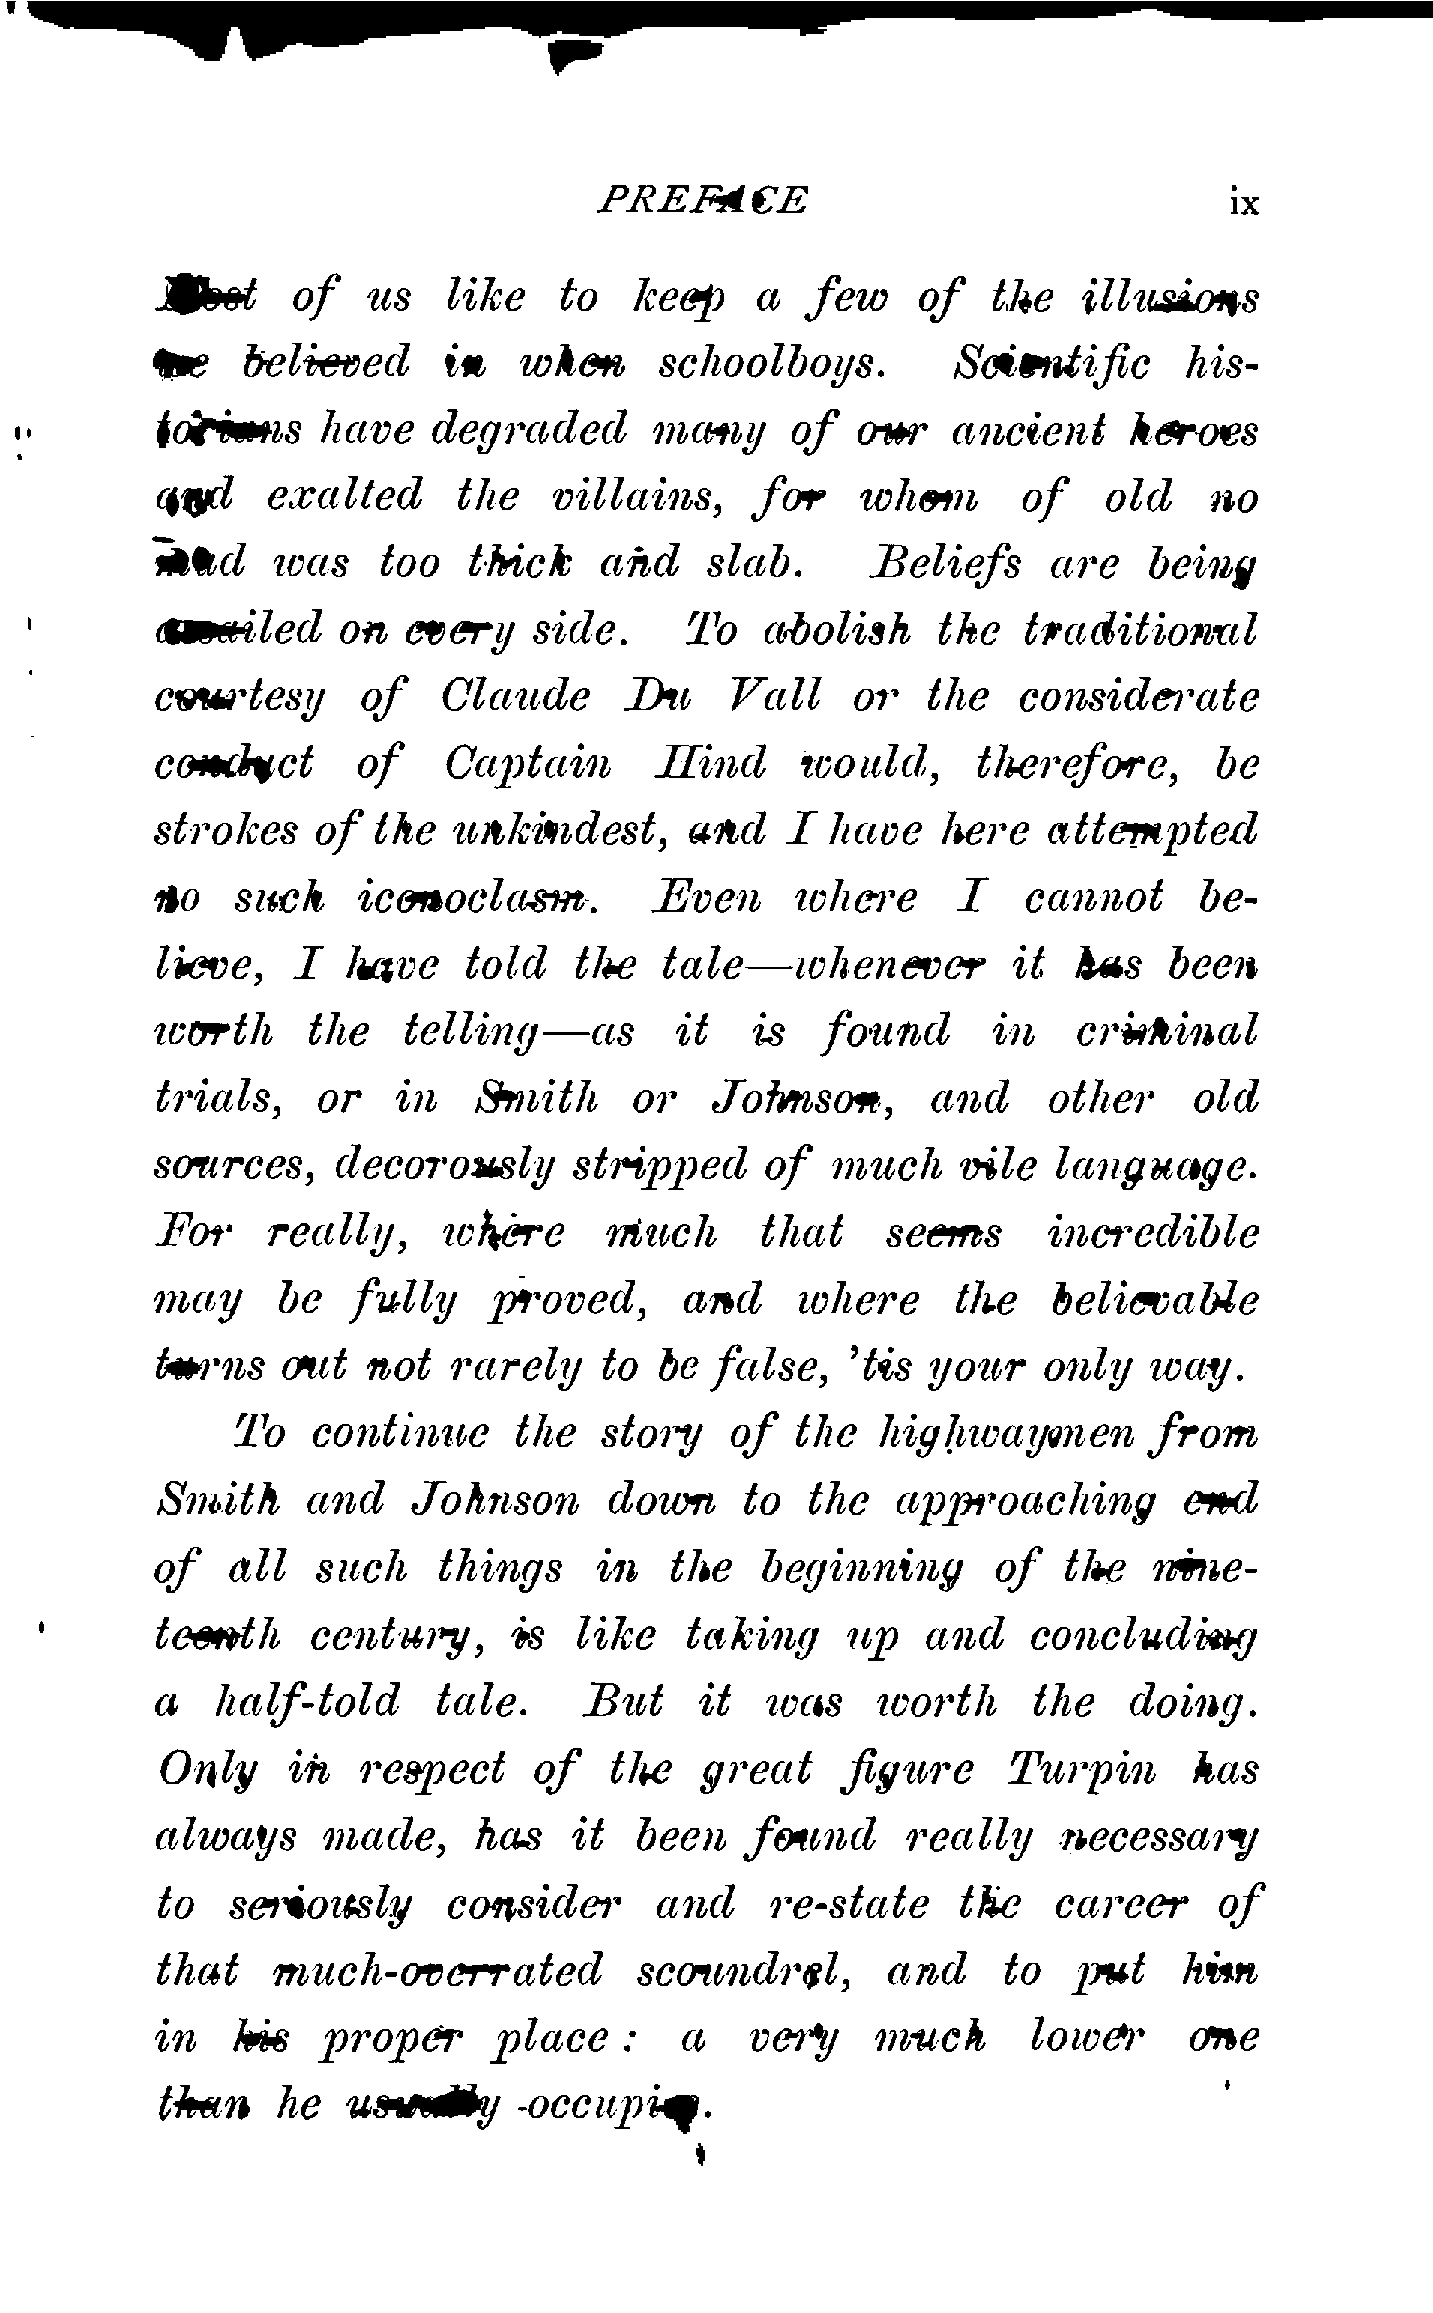 PREFACE ix
Most of us like to keep a few of the illusions
we believed in when schoolboys. Scientific his-
torians have degraded many of our ancient heroes
and exalted the villains, for whom of old no
mud was too thick and slab. Beliefs are being
assailed on every side. To abolish the traditional
courtesy of Claude Du Vall or the considerate
conduct of Captain Hind would, therefore, be
strokes of the unkindest, and I have here attempted
no such iconoclasm. Even where I cannot be-
lieve, I have told the tale—whenever it has been
worth the telling—as it is found in criminal
trials, or in Smith or Johnson, and other old
sources, decorously stripped of much vile language.
For really, where much that seems incredible
may be fully proved, and where the believable
turns out not rarely to be false, 'tis your only way.
To continue the story of the highwaymen from
Smith and Johnson down to the approaching end
of all such things in the beginning of the nine-
teenth century, is like taking up and concluding
a half-told tale. But it was worth the doing.
Only in respect of the great figure Turpin has
always made, has it been found really necessary
to seriously consider and re-state the career of
that much-overrated scoundrel, and to put him
in his proper place: a very much lower one
than he usually occupies.